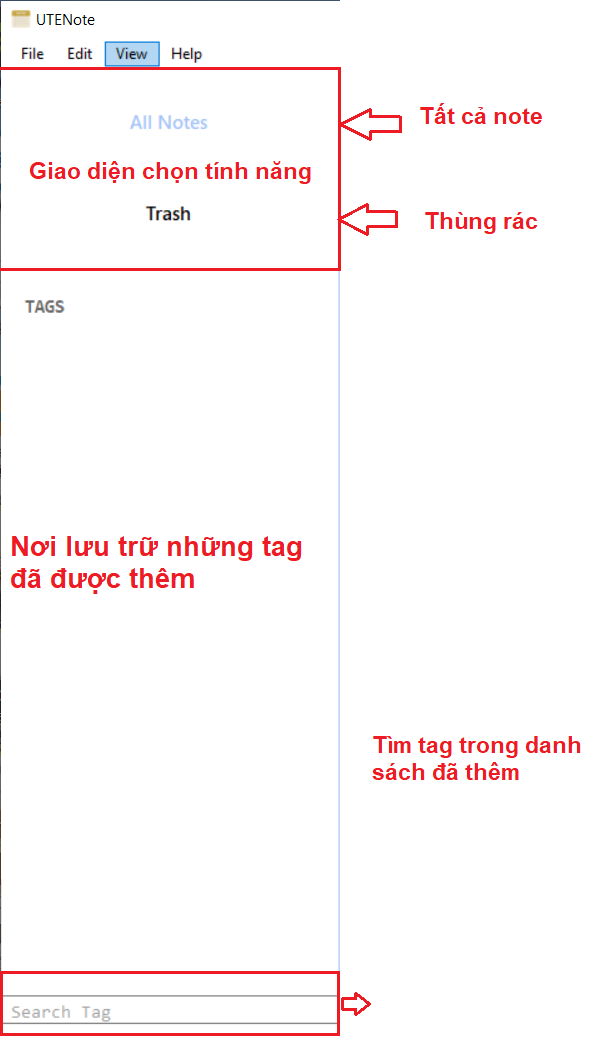 UTENote
File Edit View Help
All Notes
Tất cả note
Giao diện chọn tính năng
Trash
Thùng rác
TAGS
Nơi lưu trữ những tag
đã được thêm
Tìm tag trong danh
sách đã thêm
Search Tag